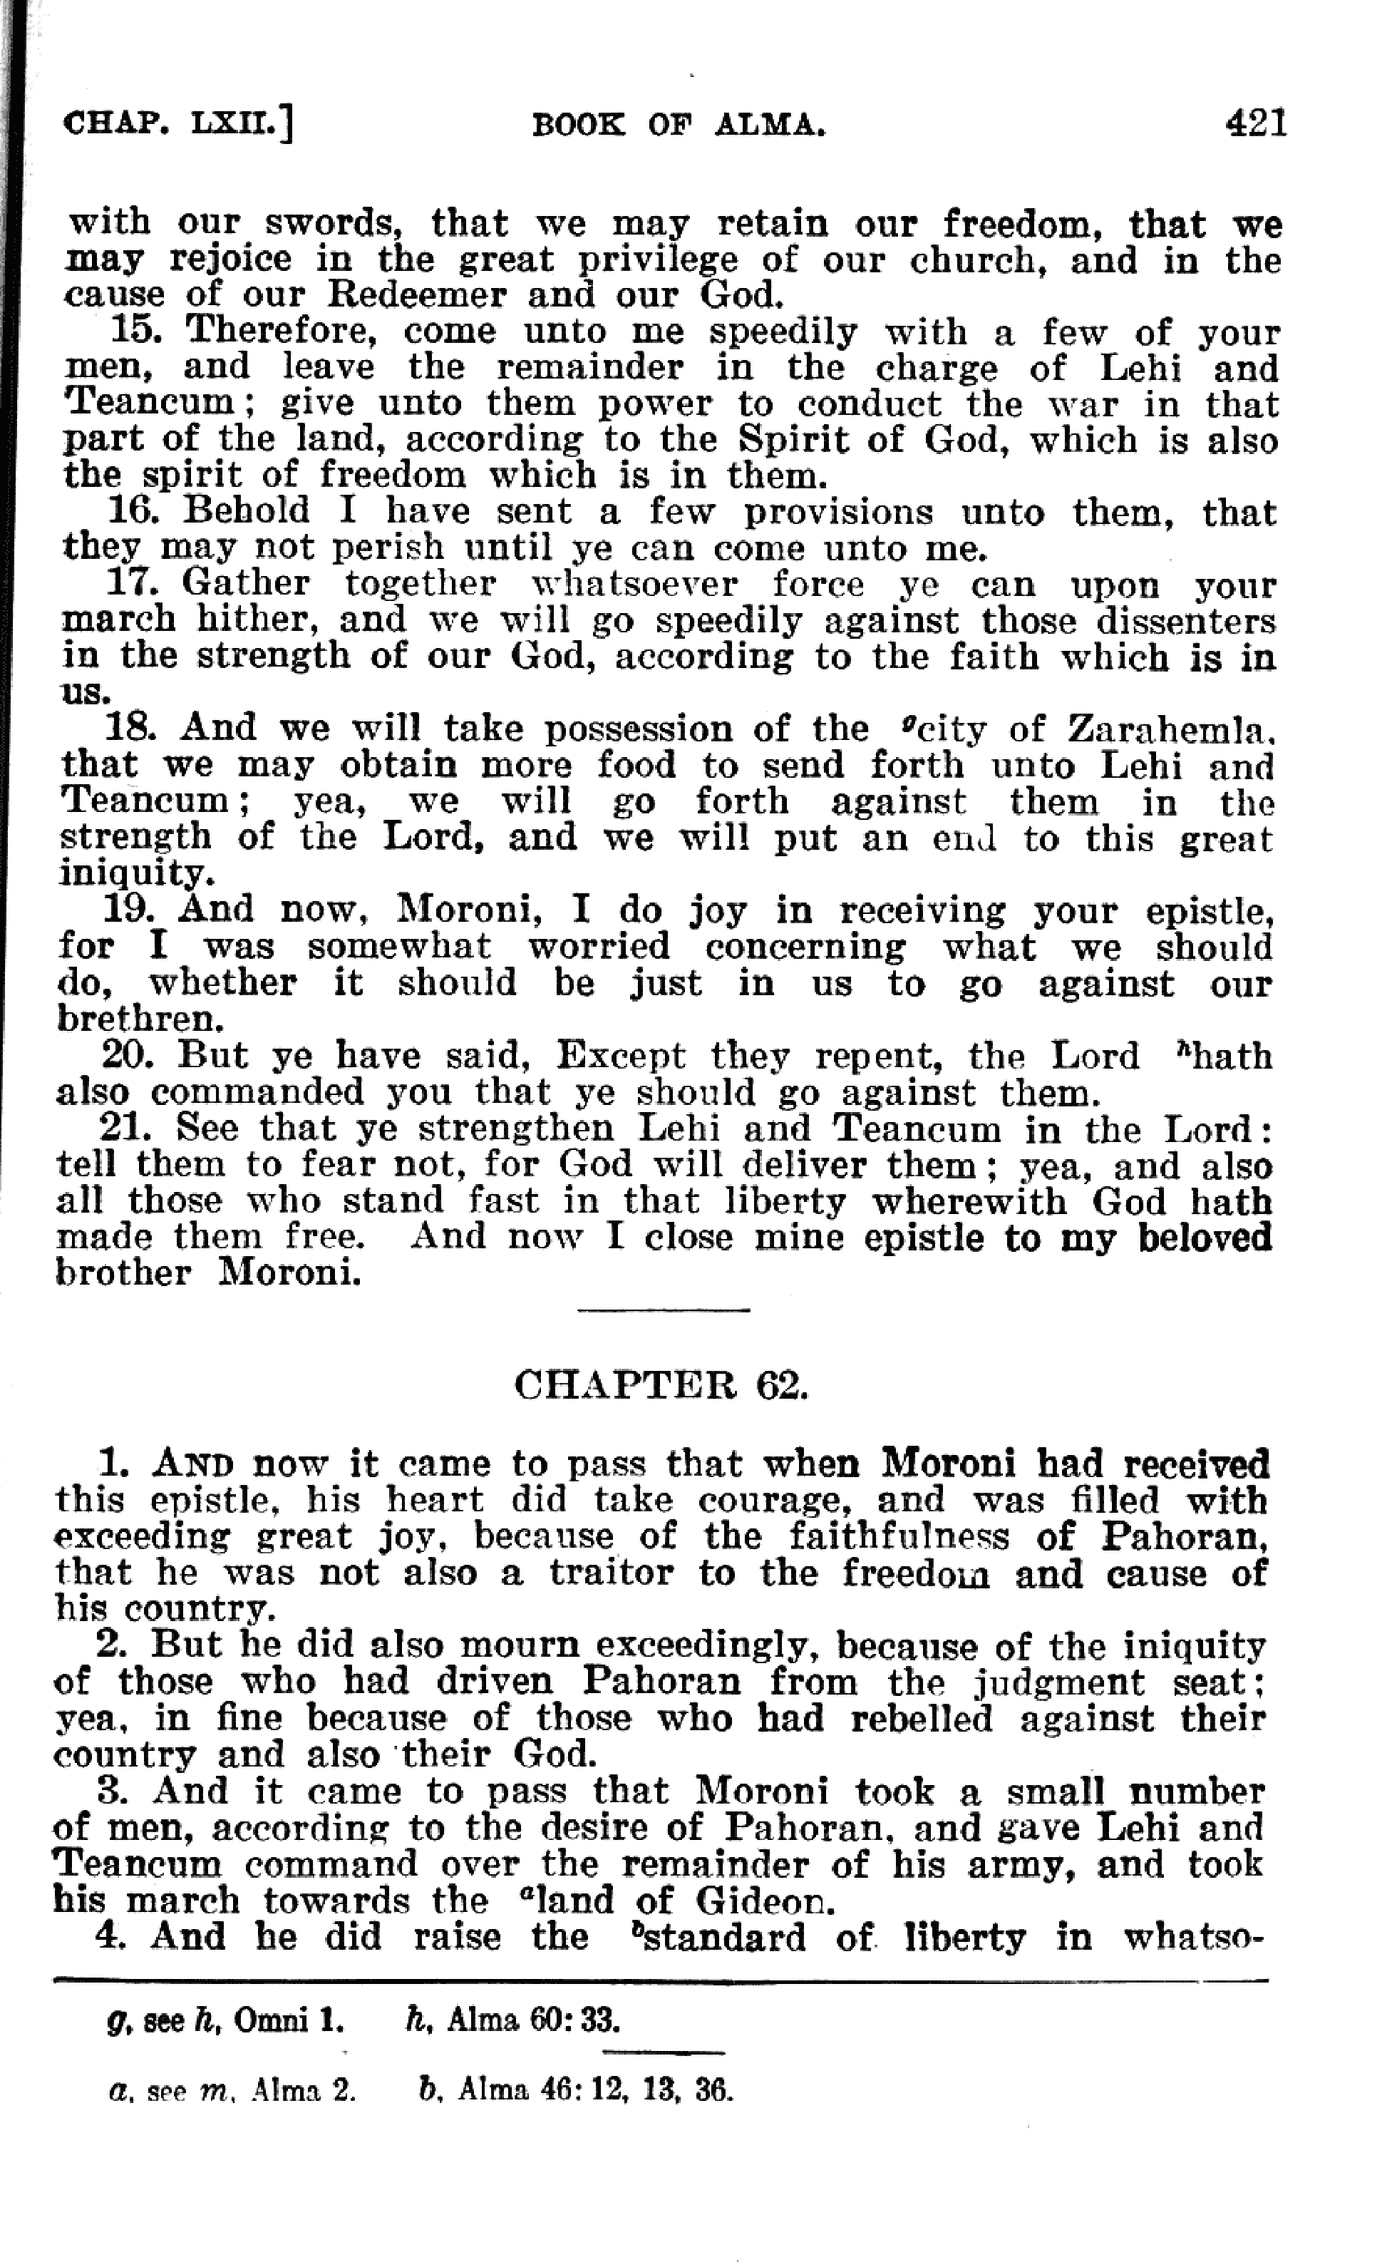 CHAP. LXII.] BOOK OF ALMA. 421
with our swords, that we may retain our freedom, that we
may rejoice in the great privilege of our church, and in the
cause of our Redeemer and our God.
15. Therefore, come unto me speedily with a few of your
men, and leave the remainder in the charge of Lehi and
Teancum; give unto them power to conduct the war in that
part of the land, according to the Spirit of God, which is also
the spirit of freedom which is in them.
16. Behold I have sent a few provisions unto them, that
they may not perish until ye can come unto me.
17. Gather together whatsoever force ye can upon your
march hither, and we will go speedily against those dissenters
in the strength of our God, according to the faith which is in
us.
18. And we will take possession of the gcity of Zarahemla,
that we may obtain more food to send forth unto Lehi and
Teancum; yea, we will go forth against them in the
strength of the Lord, and we will put an end to this great
iniquity.
19. And now, Moroni, I do joy in receiving your epistle,
for I was somewhat worried concerning what we should
do, whether it should be just in us to go against our
brethren.
20. But ye have said, Except they repent, the Lord hhath
also commanded you that ye should go against them.
21. See that ye strengthen Lehi and Teancum in the Lord:
tell them to fear not, for God will deliver them; yea, and also
all those who stand fast in that liberty wherewith God hath
made them free. And now I close mine epistle to my beloved
brother Moroni.
CHAPTER 62.
1. AND now it came to pass that when Moroni had received
this epistle, his heart did take courage, and was filled with
exceeding great joy, because of the faithfulness of Pahoran,
that he was not also a traitor to the freedom and cause of
his country.
2. But he did also mourn exceedingly, because of the iniquity
of those who had driven Pahoran from the judgment seat;
yea, in fine because of those who had rebelled against their
country and also their God.
3. And it came to pass that Moroni took a small number
of men, according to the desire of Pahoran, and gave Lehi and
Teancum command over the remainder of his army, and took
his march towards the aland of Gideon.
4. And he did raise the bstandard of liberty in whatso-
g, see h, Omni 1. h, Alma 60: 33.
a, see m, Alma 2. b, Alma 46: 12, 13, 36.